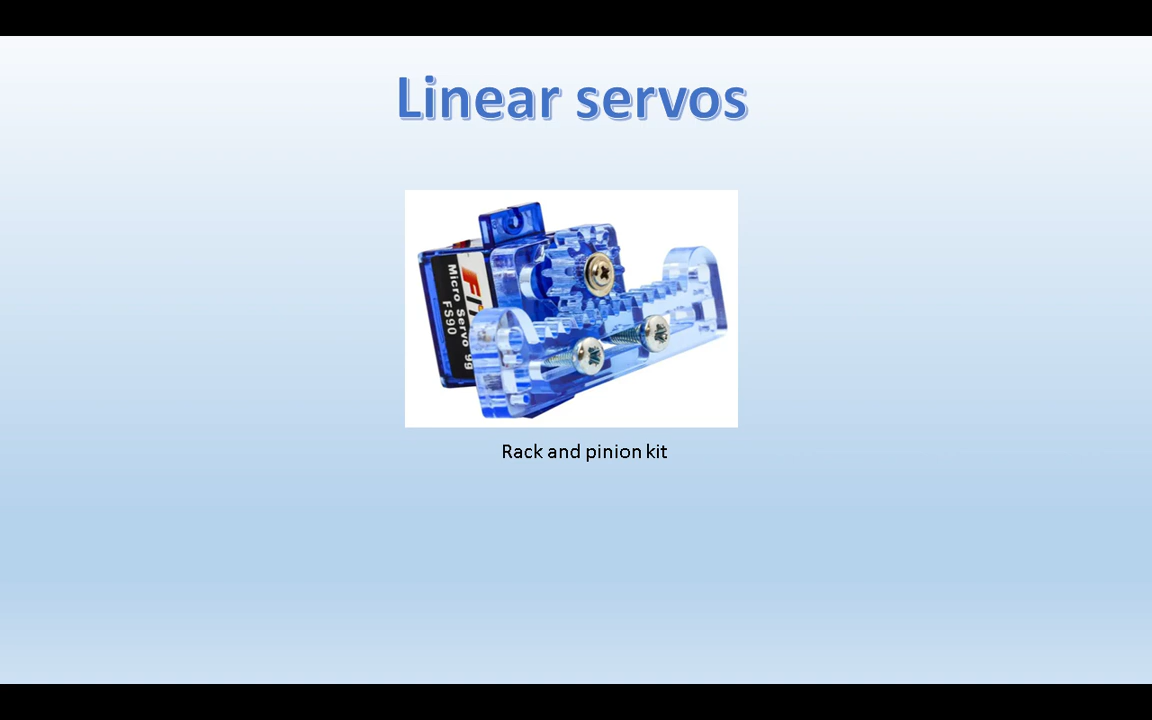 Linear servos
Micro Servo 9g
FS90
Rack and pinion kit